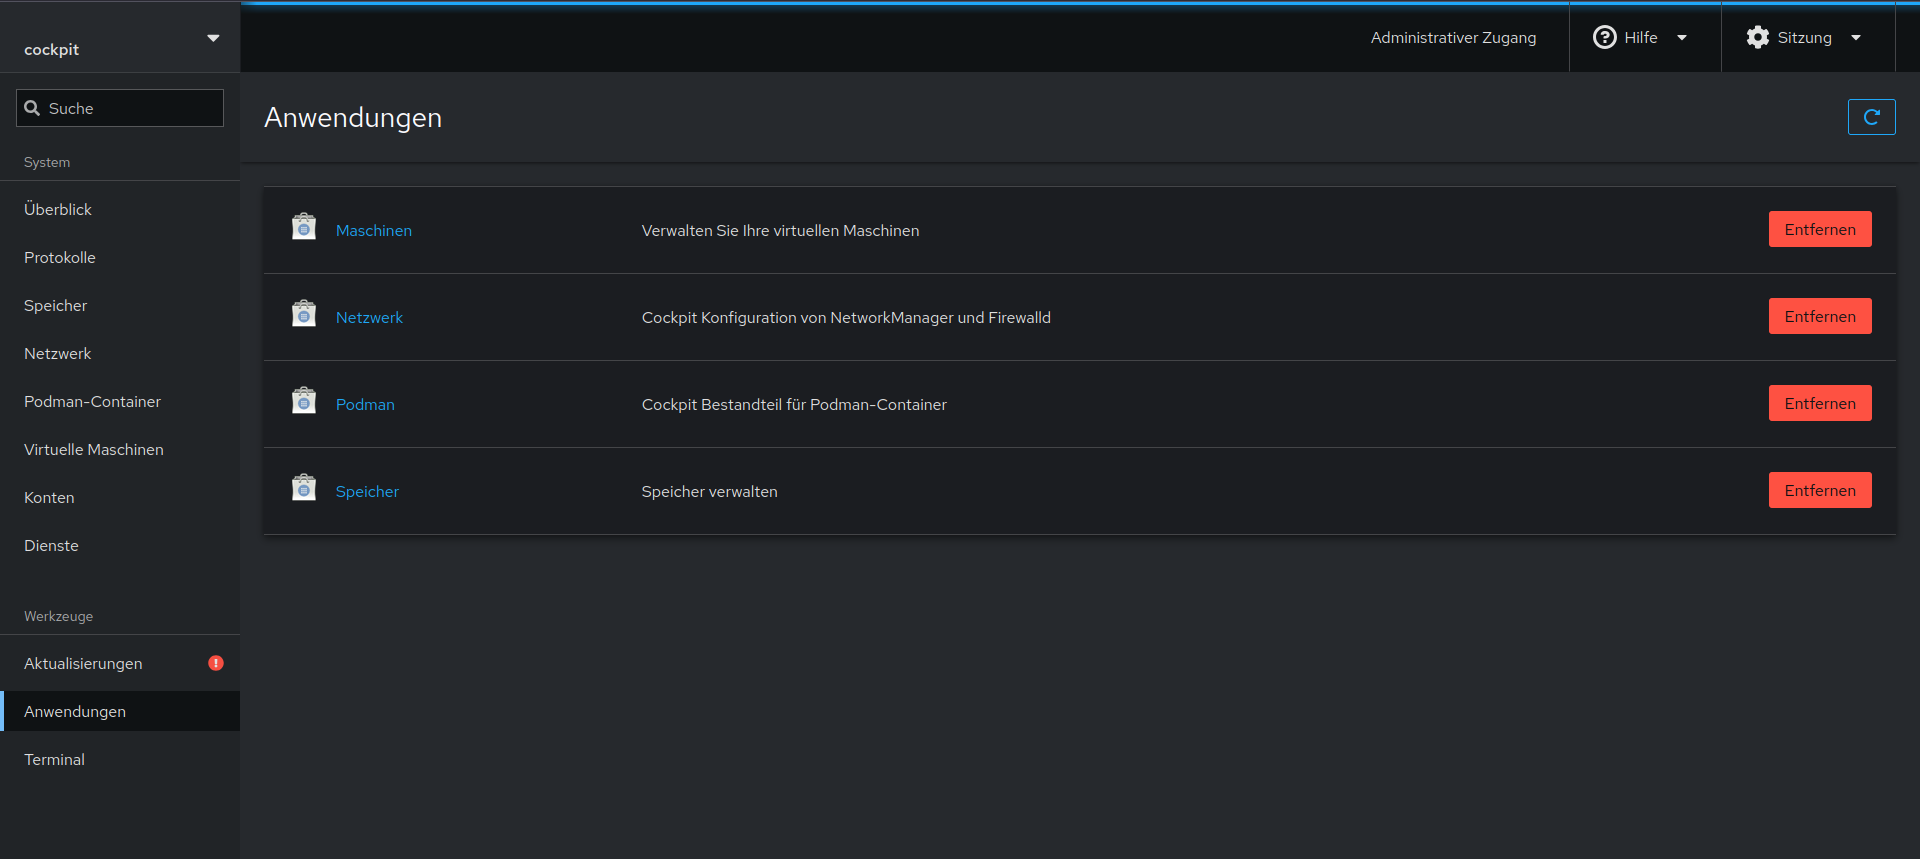 cockpit
Administrativer Zugang
Hilfe
Sitzung
Suche
System
Überblick
Protokolle
Speicher
Netzwerk
Podman-Container
Virtuelle Maschinen
Konten
Dienste
Werkzeuge
Aktualisierungen
Anwendungen
Terminal
Anwendungen
Maschinen Verwalten Sie Ihre virtuellen Maschinen Entfernen
Netzwerk Cockpit Konfiguration von NetworkManager und Firewalld Entfernen
Podman Cockpit Bestandteil für Podman-Container Entfernen
Speicher Speicher verwalten Entfernen